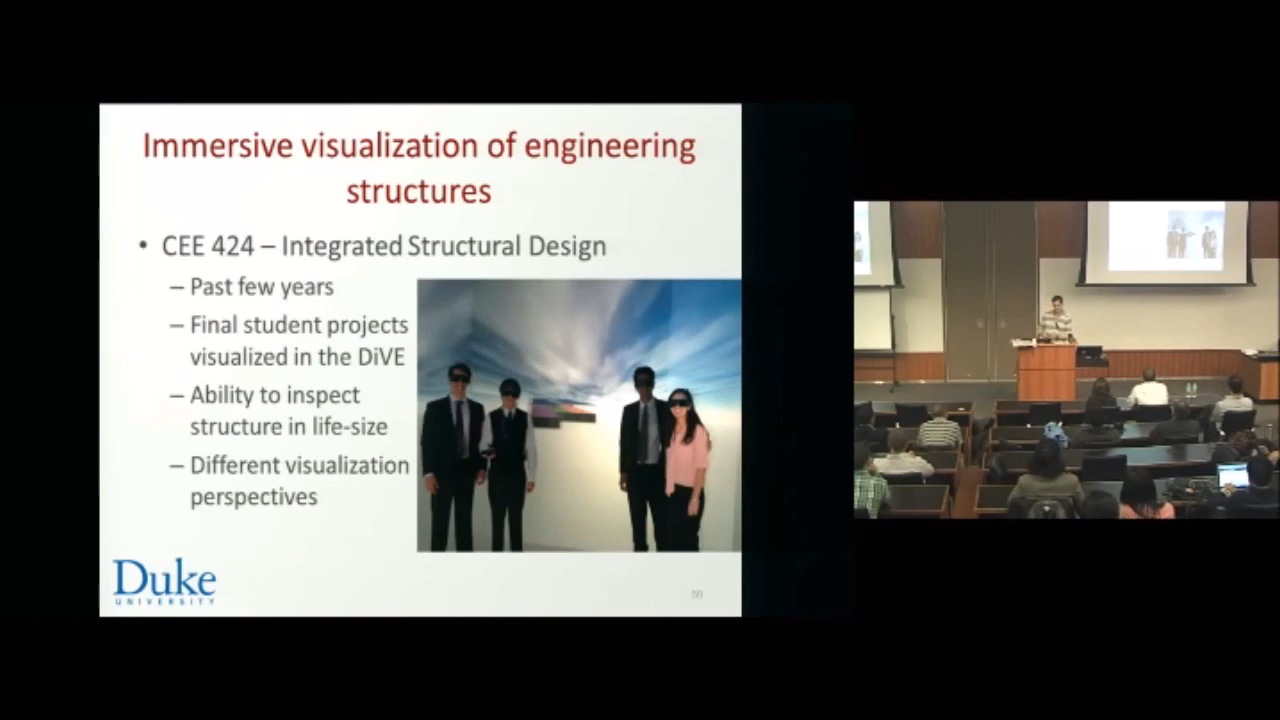 Immersive visualization of engineering
structures
• CEE 424 – Integrated Structural Design
– Past few years
– Final student projects
visualized in the DiVE
– Ability to inspect
structure in life-size
– Different visualization
perspectives
Duke
UNIVERSITY
50